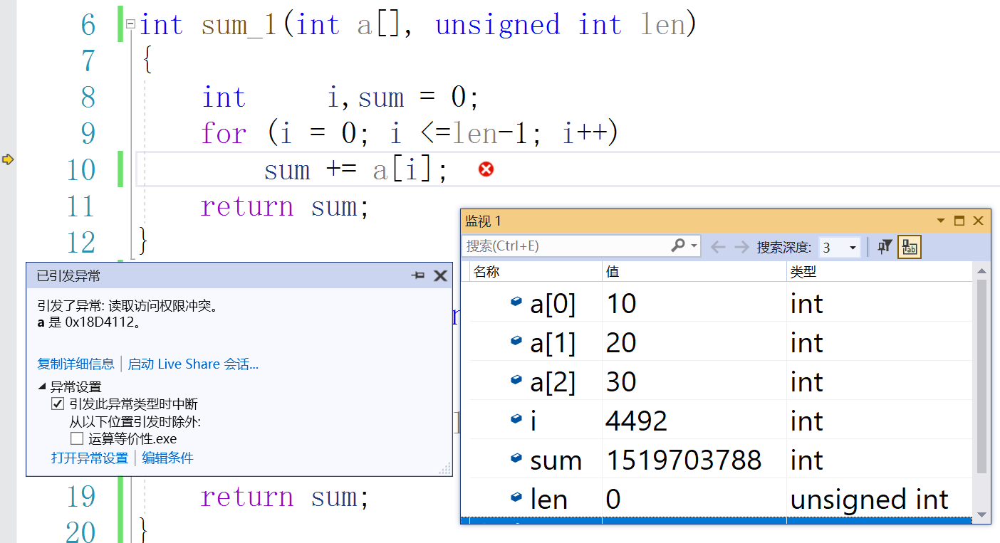 6 int sum_1(int a[], unsigned int len)
7 {
8 int i,sum = 0;
9 for (i = 0; i <=len-1; i++)
10 sum += a[i];
11 return sum;
12 }
已引发异常
引发了异常: 读取访问权限冲突。
a 是 0x18D4112。
复制详细信息 | 启动 Live Share 会话...
异常设置
引发此异常类型时中断
从以下位置引发时除外:
运算等价性.exe
打开异常设置 | 编辑条件
监视 1
搜索(Ctrl+E) 搜索深度: 3
名称 值 类型
a[0] 10 int
a[1] 20 int
a[2] 30 int
i 4492 int
sum 1519703788 int
len 0 unsigned int
19 return sum;
20 }